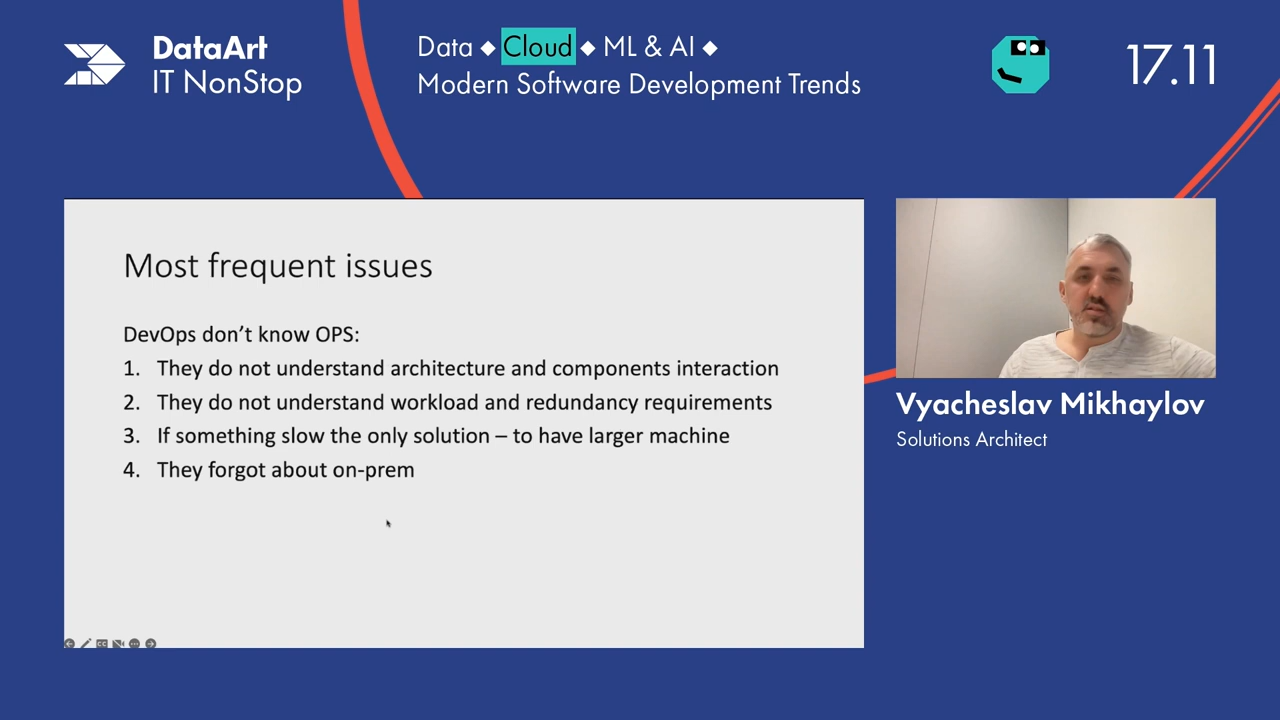 DataArt
IT NonStop
Data ◆ Cloud ◆ ML & AI ◆
Modern Software Development Trends
17.11
Most frequent issues
DevOps don’t know OPS:
1. They do not understand architecture and components interaction
2. They do not understand workload and redundancy requirements
3. If something slow the only solution – to have larger machine
4. They forgot about on-prem
Vyacheslav Mikhaylov
Solutions Architect